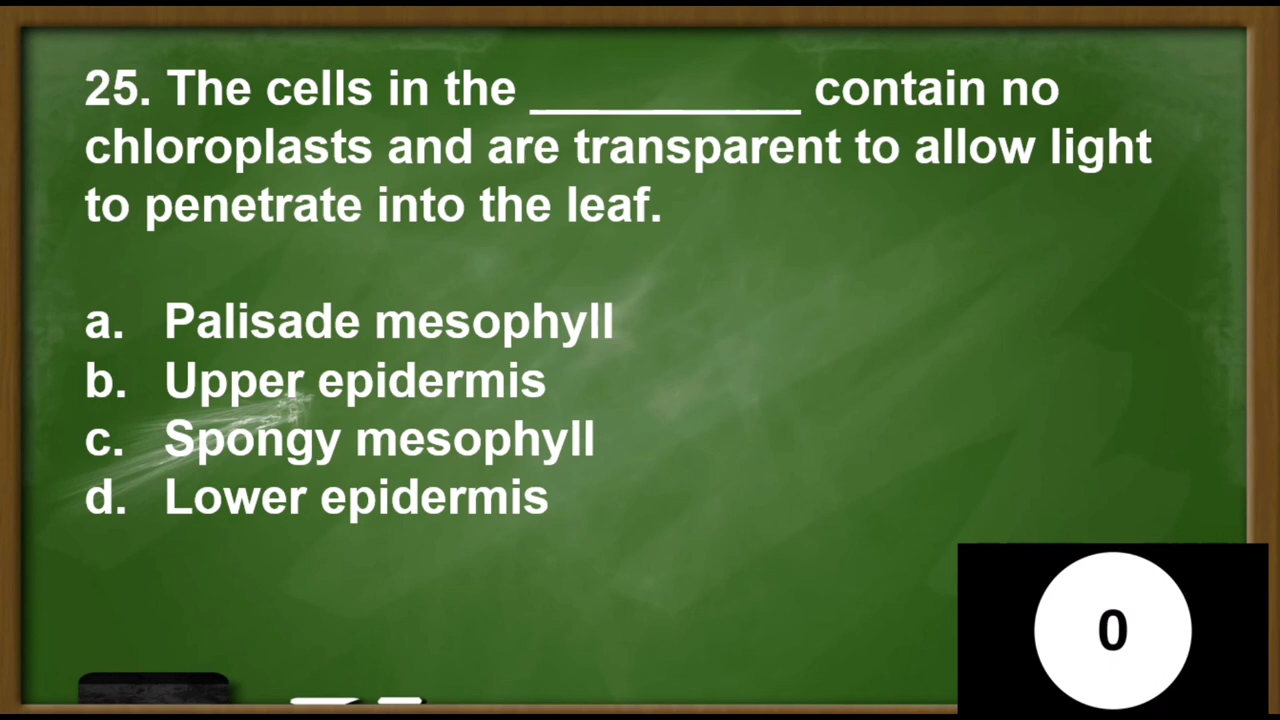 25. The cells in the __________ contain no
chloroplasts and are transparent to allow light
to penetrate into the leaf.
a. Palisade mesophyll
b. Upper epidermis
c. Spongy mesophyll
d. Lower epidermis
0